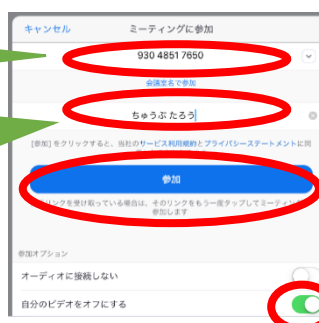 キャンセル ミーティングに参加
930 4851 7650
会議室名で参加
ちゅうぶ たろう
[参加] をクリックすると、当社のサービス利用規約とプライバシーステートメントに同
参加
リンクを受け取っている場合は、そのリンクをもう一度タップしてミーティン
参加します
参加オプション
オーディオに接続しない
自分のビデオをオフにする